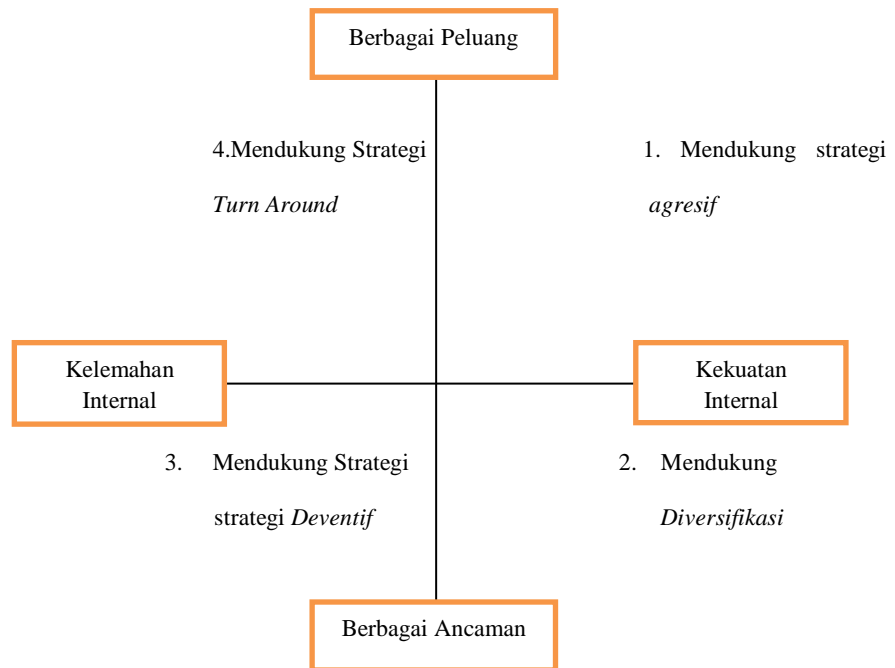 Berbagai Peluang
4.Mendukung Strategi
Turn Around
1. Mendukung strategi
agresif
Kelemahan
Internal
Kekuatan
Internal
3. Mendukung Strategi
strategi Deventif
2. Mendukung
Diversifikasi
Berbagai Ancaman